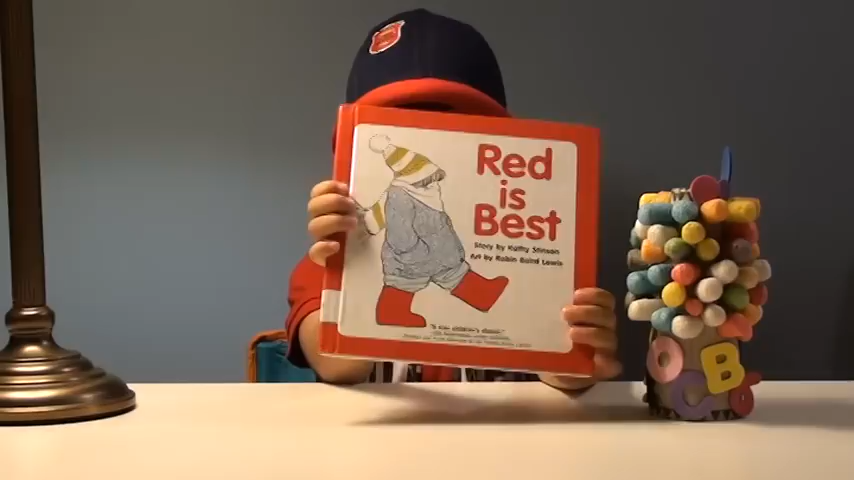 Red
is
Best
Story by Kathy Stinson
Art by Robin Baird Lewis
B